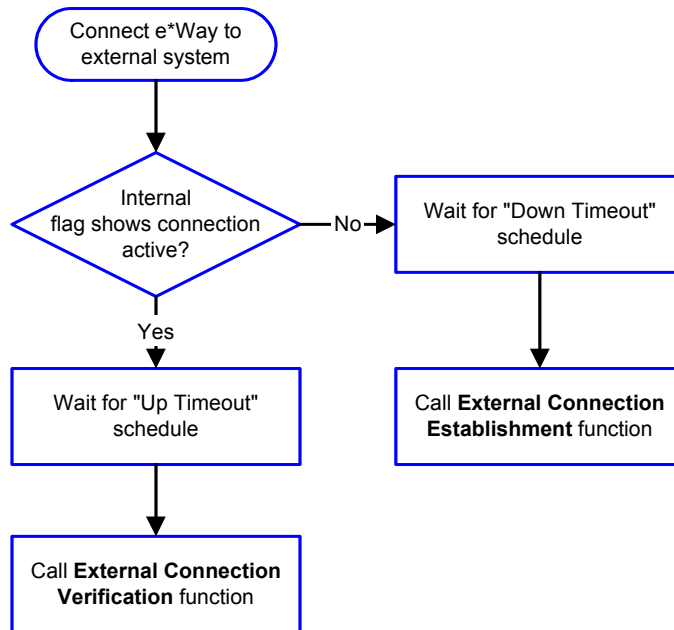 Connect e*Way to
external system
Internal
flag shows connection
active?
No
Wait for "Down Timeout"
schedule
Yes
Wait for "Up Timeout"
schedule
Call External Connection
Establishment function
Call External Connection
Verification function